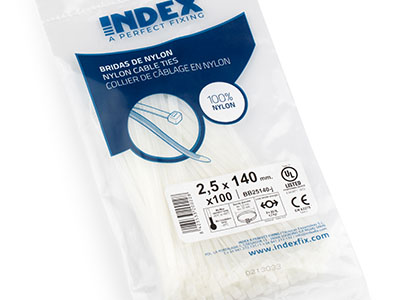 INDEX
A PERFECT FIXING
BRIDAS DE NYLON
NYLON CABLE TIES
COLLIER DE CÂBLAGE EN NYLON
100%
NYLON
2,5 x 140 mm.
x100
BB25140-j
UL
LISTED
CE
www.indexfix.com